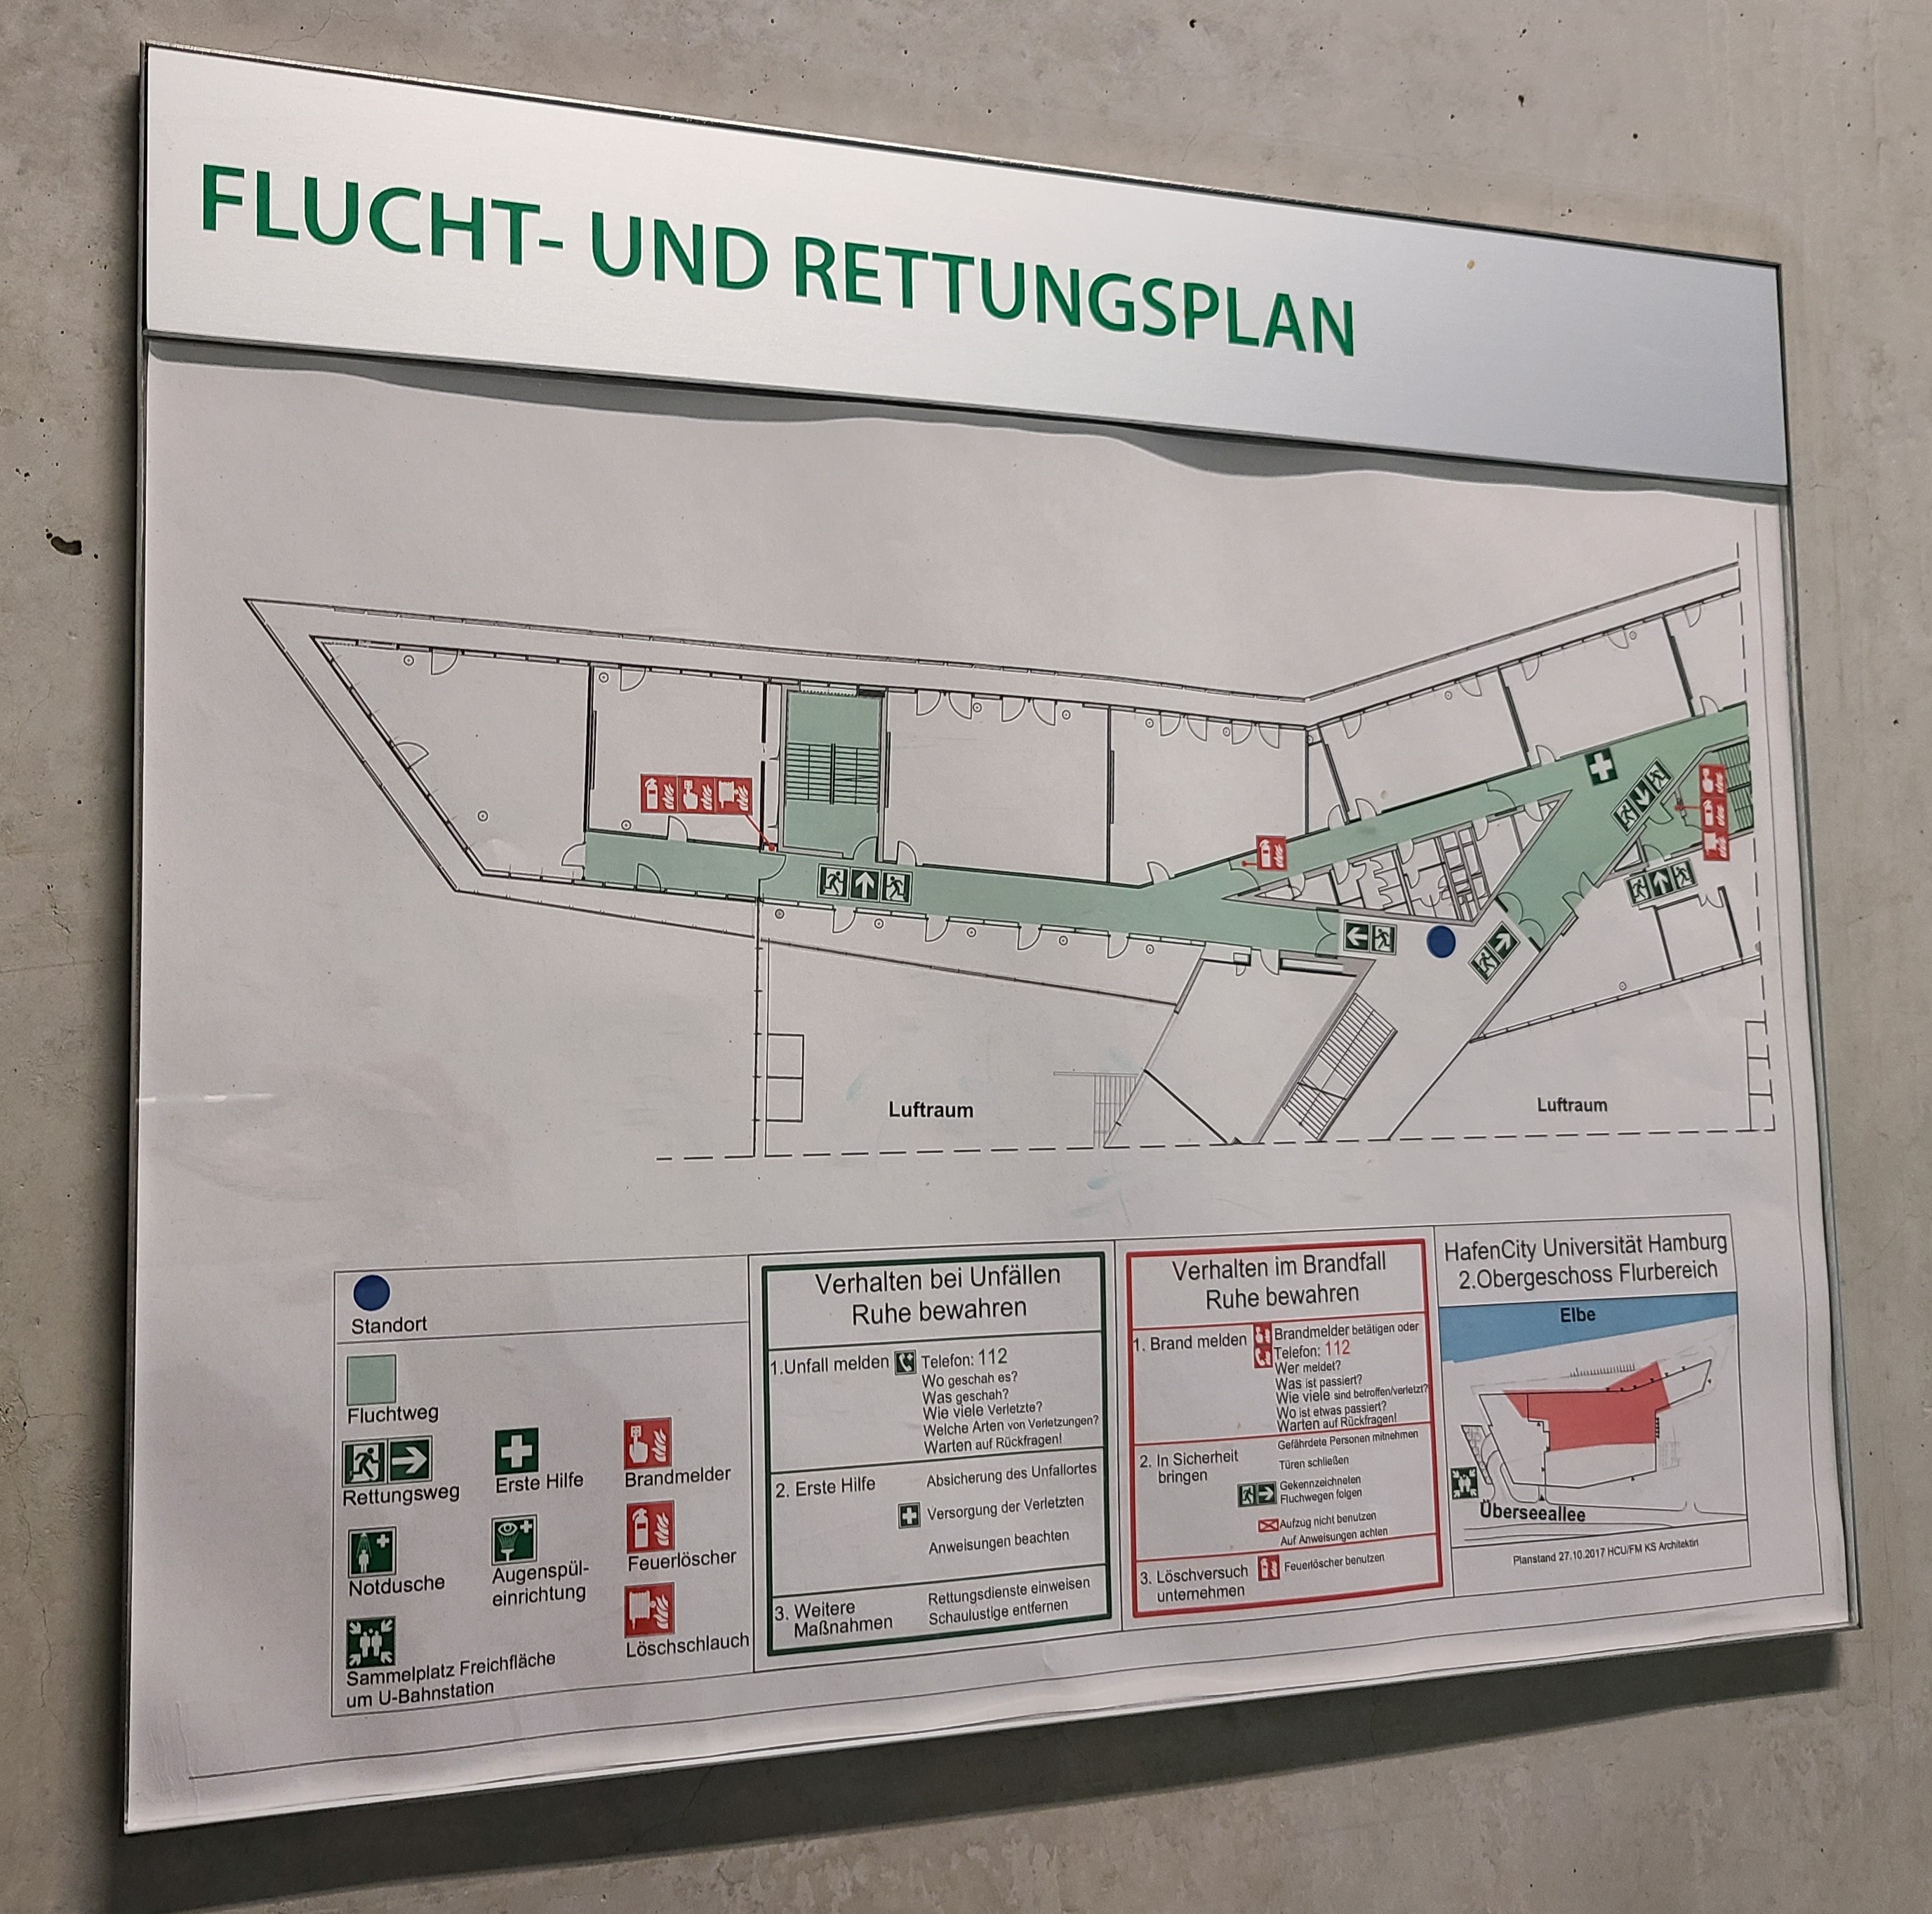 FLUCHT- UND RETTUNGSPLAN
Luftraum
Luftraum
Standort
Fluchtweg
Rettungsweg
Erste Hilfe
Brandmelder
Notdusche
Augenspül-
einrichtung
Feuerlöscher
Sammelplatz Freichfläche
um U-Bahnstation
Löschschlauch
Verhalten bei Unfällen
Ruhe bewahren
1.Unfall melden Telefon: 112
Wo geschah es?
Was geschah?
Wie viele Verletzte?
Welche Arten von Verletzungen?
Warten auf Rückfragen!
2. Erste Hilfe Absicherung des Unfallortes
Versorgung der Verletzten
Anweisungen beachten
3. Weitere
Maßnahmen
Rettungsdienste einweisen
Schaulustige entfernen
Verhalten im Brandfall
Ruhe bewahren
1. Brand melden Brandmelder betätigen oder
Telefon: 112
Wer meldet?
Was ist passiert?
Wie viele sind betroffen/verletzt?
Wo ist etwas passiert?
Warten auf Rückfragen!
2. In Sicherheit
bringen
Gefährdete Personen mitnehmen
Türen schließen
Gekennzeichneten
Fluchwegen folgen
Aufzug nicht benutzen
Auf Anweisungen achten
3. Löschversuch
unternehmen
Feuerlöscher benutzen
HafenCity Universität Hamburg
2.Obergeschoss Flurbereich
Elbe
Überseeallee
Planstand 27.10.2017 HCU/FM KS Architektin